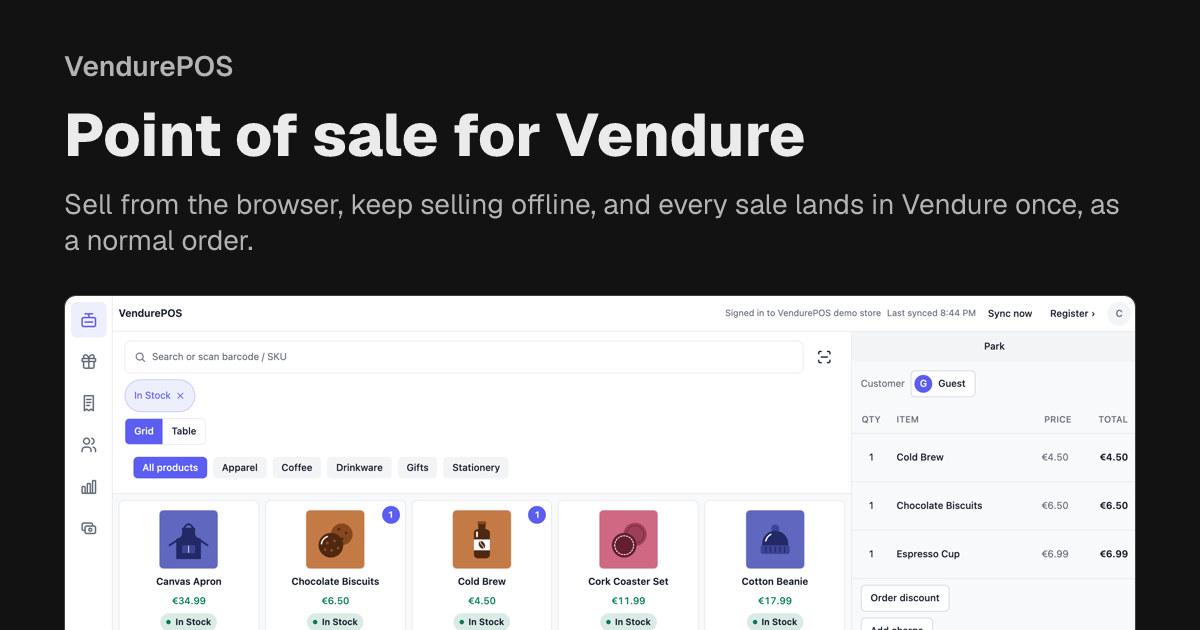 VendurePOS
Point of sale for Vendure
Sell from the browser, keep selling offline, and every sale lands in Vendure once, as
a normal order.
VendurePOS
Signed in to VendurePOS demo store Last synced 8:44 PM Sync now Register › C
Search or scan barcode / SKU
In Stock ×
Grid Table
All products Apparel Coffee Drinkware Gifts Stationery
1
1
Canvas Apron
€34.99
In Stock
Chocolate Biscuits
€6.50
In Stock
Cold Brew
€4.50
In Stock
Cork Coaster Set
€11.99
In Stock
Cotton Beanie
€17.99
In Stock
Park
Customer G Guest
QTY ITEM PRICE TOTAL
1 Cold Brew €4.50 €4.50
1 Chocolate Biscuits €6.50 €6.50
1 Espresso Cup €6.99 €6.99
Order discount
Add charge